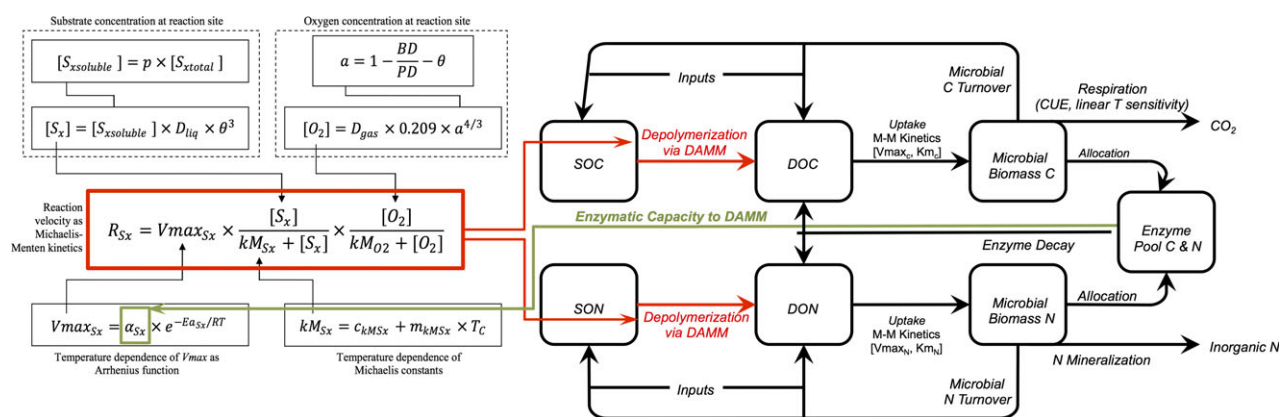 Substrate concentration at reaction site
[S_xsoluble] = p × [S_xtotal]
[S_x] = [S_xsoluble] × D_liq × θ^3
Oxygen concentration at reaction site
a = 1 − BD/PD − θ
[O_2] = D_gas × 0.209 × a^4/3
Reaction
velocity as
Michaelis-
Menten kinetics
R_Sx = Vmax_Sx × [S_x]/(kM_Sx + [S_x]) × [O_2]/(kM_O2 + [O_2])
Vmax_Sx = α_Sx × e^−Ea_Sx/RT
Temperature dependence of Vmax as
Arrhenius function
kM_Sx = c_kMSx + m_kMSx × T_C
Temperature dependence of
Michaelis constants
Inputs
Microbial
C Turnover
Respiration
(CUE, linear T sensitivity)
CO₂
SOC
Depolymerization
via DAMM
DOC
Uptake
M-M Kinetics
[Vmax_c, Km_c]
Microbial
Biomass C
Allocation
Enzymatic Capacity to DAMM
Enzyme Decay
Enzyme
Pool C & N
SON
Depolymerization
via DAMM
DON
Uptake
M-M Kinetics
[Vmax_N, Km_N]
Microbial
Biomass N
Allocation
N Mineralization
Inorganic N
Inputs
Microbial
N Turnover